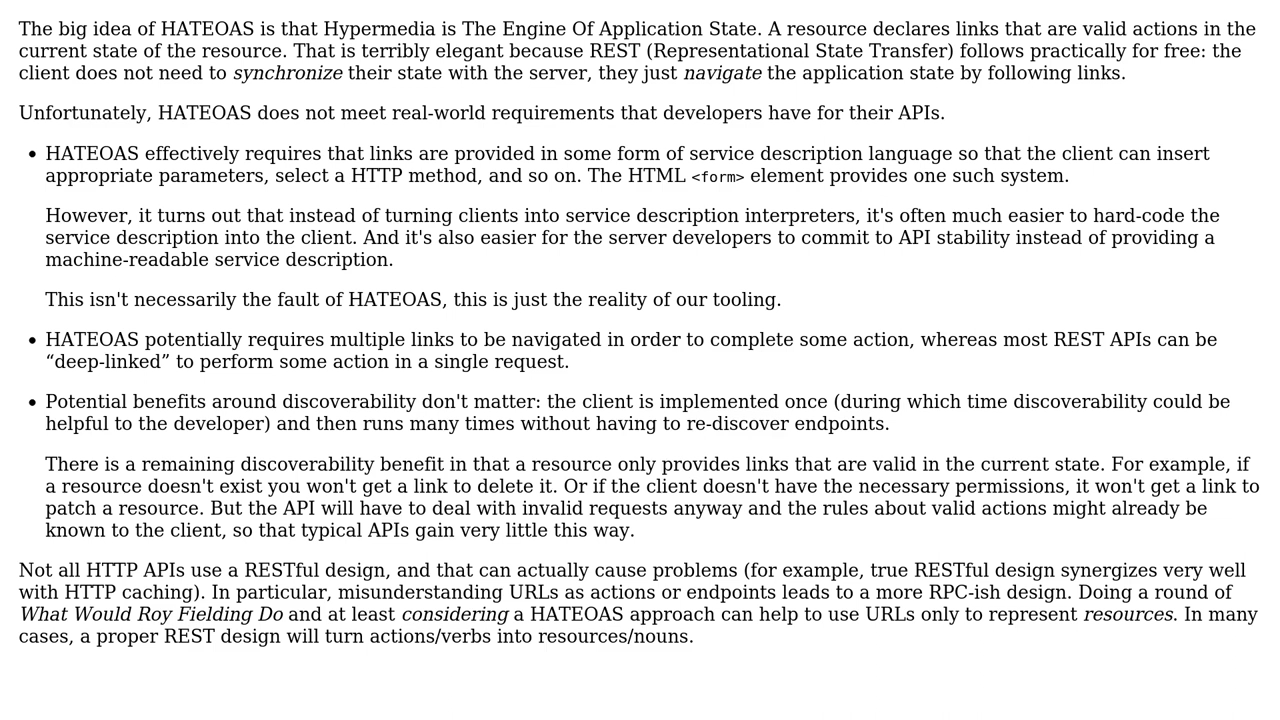 The big idea of HATEOAS is that Hypermedia is The Engine Of Application State. A resource declares links that are valid actions in the
current state of the resource. That is terribly elegant because REST (Representational State Transfer) follows practically for free: the
client does not need to synchronize their state with the server, they just navigate the application state by following links.
Unfortunately, HATEOAS does not meet real-world requirements that developers have for their APIs.
• HATEOAS effectively requires that links are provided in some form of service description language so that the client can insert
appropriate parameters, select a HTTP method, and so on. The HTML <form> element provides one such system.
However, it turns out that instead of turning clients into service description interpreters, it's often much easier to hard-code the
service description into the client. And it's also easier for the server developers to commit to API stability instead of providing a
machine-readable service description.
This isn't necessarily the fault of HATEOAS, this is just the reality of our tooling.
• HATEOAS potentially requires multiple links to be navigated in order to complete some action, whereas most REST APIs can be
“deep-linked” to perform some action in a single request.
• Potential benefits around discoverability don't matter: the client is implemented once (during which time discoverability could be
helpful to the developer) and then runs many times without having to re-discover endpoints.
There is a remaining discoverability benefit in that a resource only provides links that are valid in the current state. For example, if
a resource doesn't exist you won't get a link to delete it. Or if the client doesn't have the necessary permissions, it won't get a link to
patch a resource. But the API will have to deal with invalid requests anyway and the rules about valid actions might already be
known to the client, so that typical APIs gain very little this way.
Not all HTTP APIs use a RESTful design, and that can actually cause problems (for example, true RESTful design synergizes very well
with HTTP caching). In particular, misunderstanding URLs as actions or endpoints leads to a more RPC-ish design. Doing a round of
What Would Roy Fielding Do and at least considering a HATEOAS approach can help to use URLs only to represent resources. In many
cases, a proper REST design will turn actions/verbs into resources/nouns.